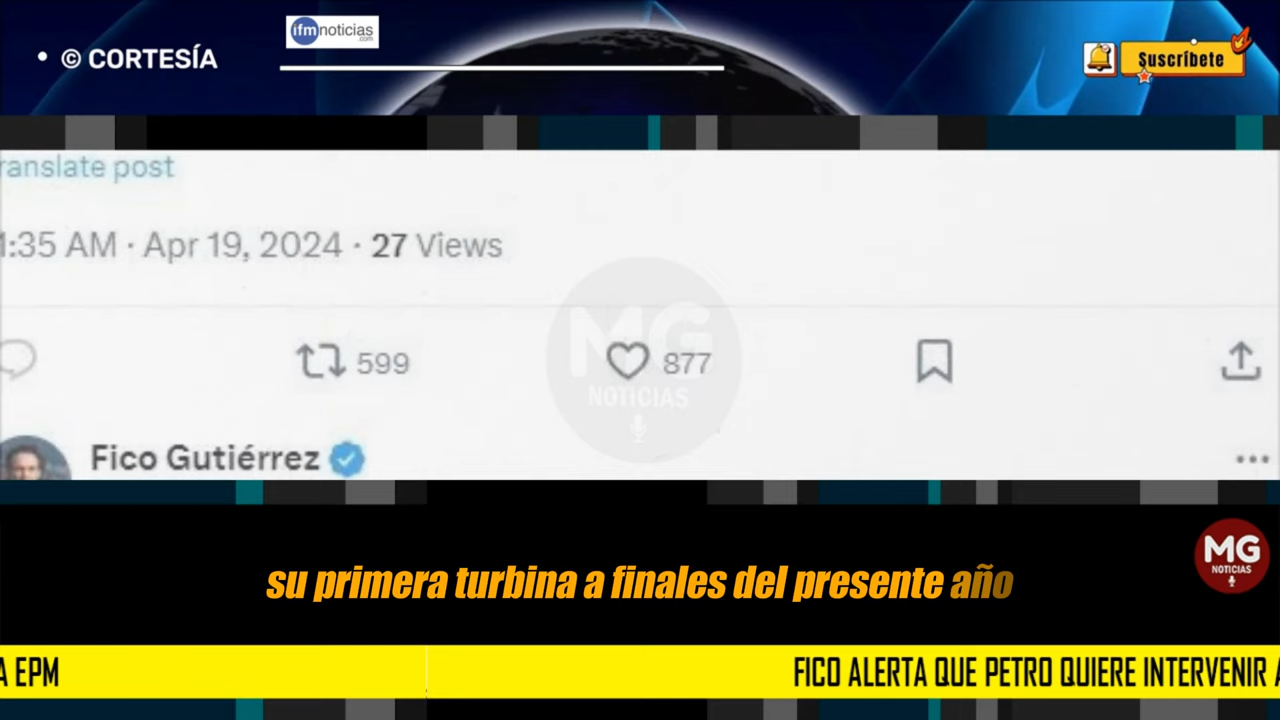 ifmnoticias
.com
• © CORTESÍA
Suscríbete
ranslate post
1:35 AM · Apr 19, 2024 · 27 Views
599
877
MG
NOTICIAS
Fico Gutiérrez
su primera turbina a finales del presente año
MG
NOTICIAS
A EPM
FICO ALERTA QUE PETRO QUIERE INTERVENIR A